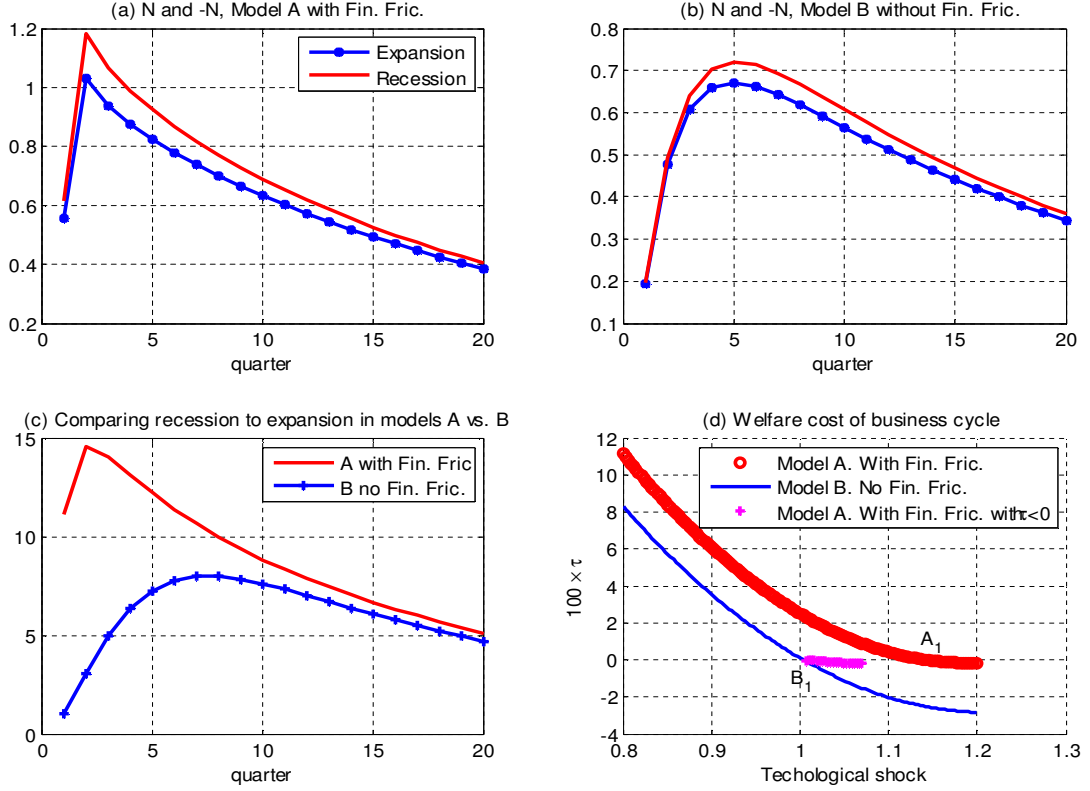 (a) N and -N, Model A with Fin. Fric.
1.2
1
0.8
0.6
0.4
0.2
0
5
10
15
20
quarter
Expansion
Recession
(b) N and -N, Model B without Fin. Fric.
0.8
0.7
0.6
0.5
0.4
0.3
0.2
0.1
0
5
10
15
20
quarter
(c) Comparing recession to expansion in models A vs. B
15
10
5
0
0
5
10
15
20
quarter
A with Fin. Fric
B no Fin. Fric.
(d) Welfare cost of business cycle
12
10
8
6
4
2
0
-2
-4
100 × τ
0.8
0.9
1
1.1
1.2
1.3
Techological shock
Model A. With Fin. Fric.
Model B. No Fin. Fric.
Model A. With Fin. Fric. with τ<0
A1
B1